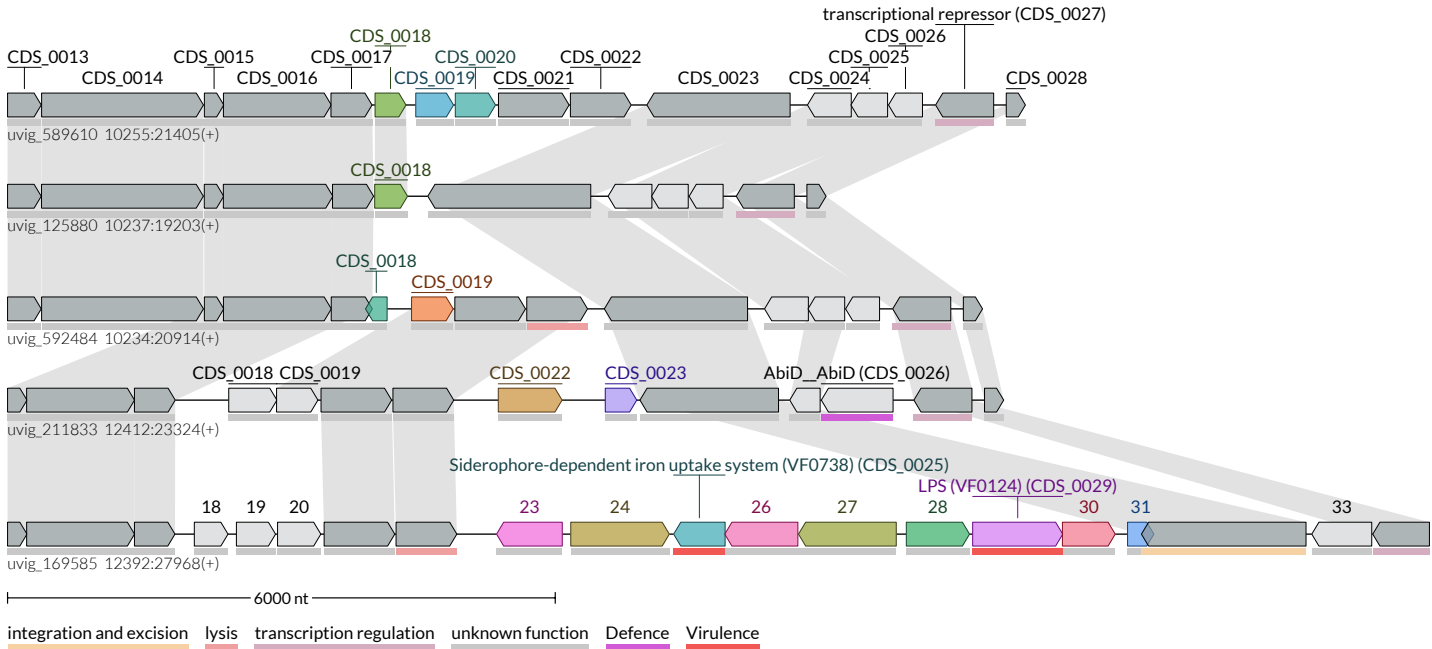 transcriptional repressor (CDS_0027)
CDS_0018 CDS_0026
CDS_0013 CDS_0015 CDS_0017 CDS_0020 CDS_0022 CDS_0025
CDS_0014 CDS_0016 CDS_0019 CDS_0021 CDS_0023 CDS_0024 CDS_0028
uvig_589610 10255:21405(+)
CDS_0018
uvig_125880 10237:19203(+)
CDS_0018
CDS_0019
uvig_592484 10234:20914(+)
CDS_0018 CDS_0019 CDS_0022 CDS_0023 AbiD__AbiD (CDS_0026)
uvig_211833 12412:23324(+)
Siderophore-dependent iron uptake system (VF0738) (CDS_0025)
LPS (VF0124) (CDS_0029)
18 19 20 23 24 26 27 28 30 31 33
uvig_169585 12392:27968(+)
6000 nt
integration and excision lysis transcription regulation unknown function Defence Virulence